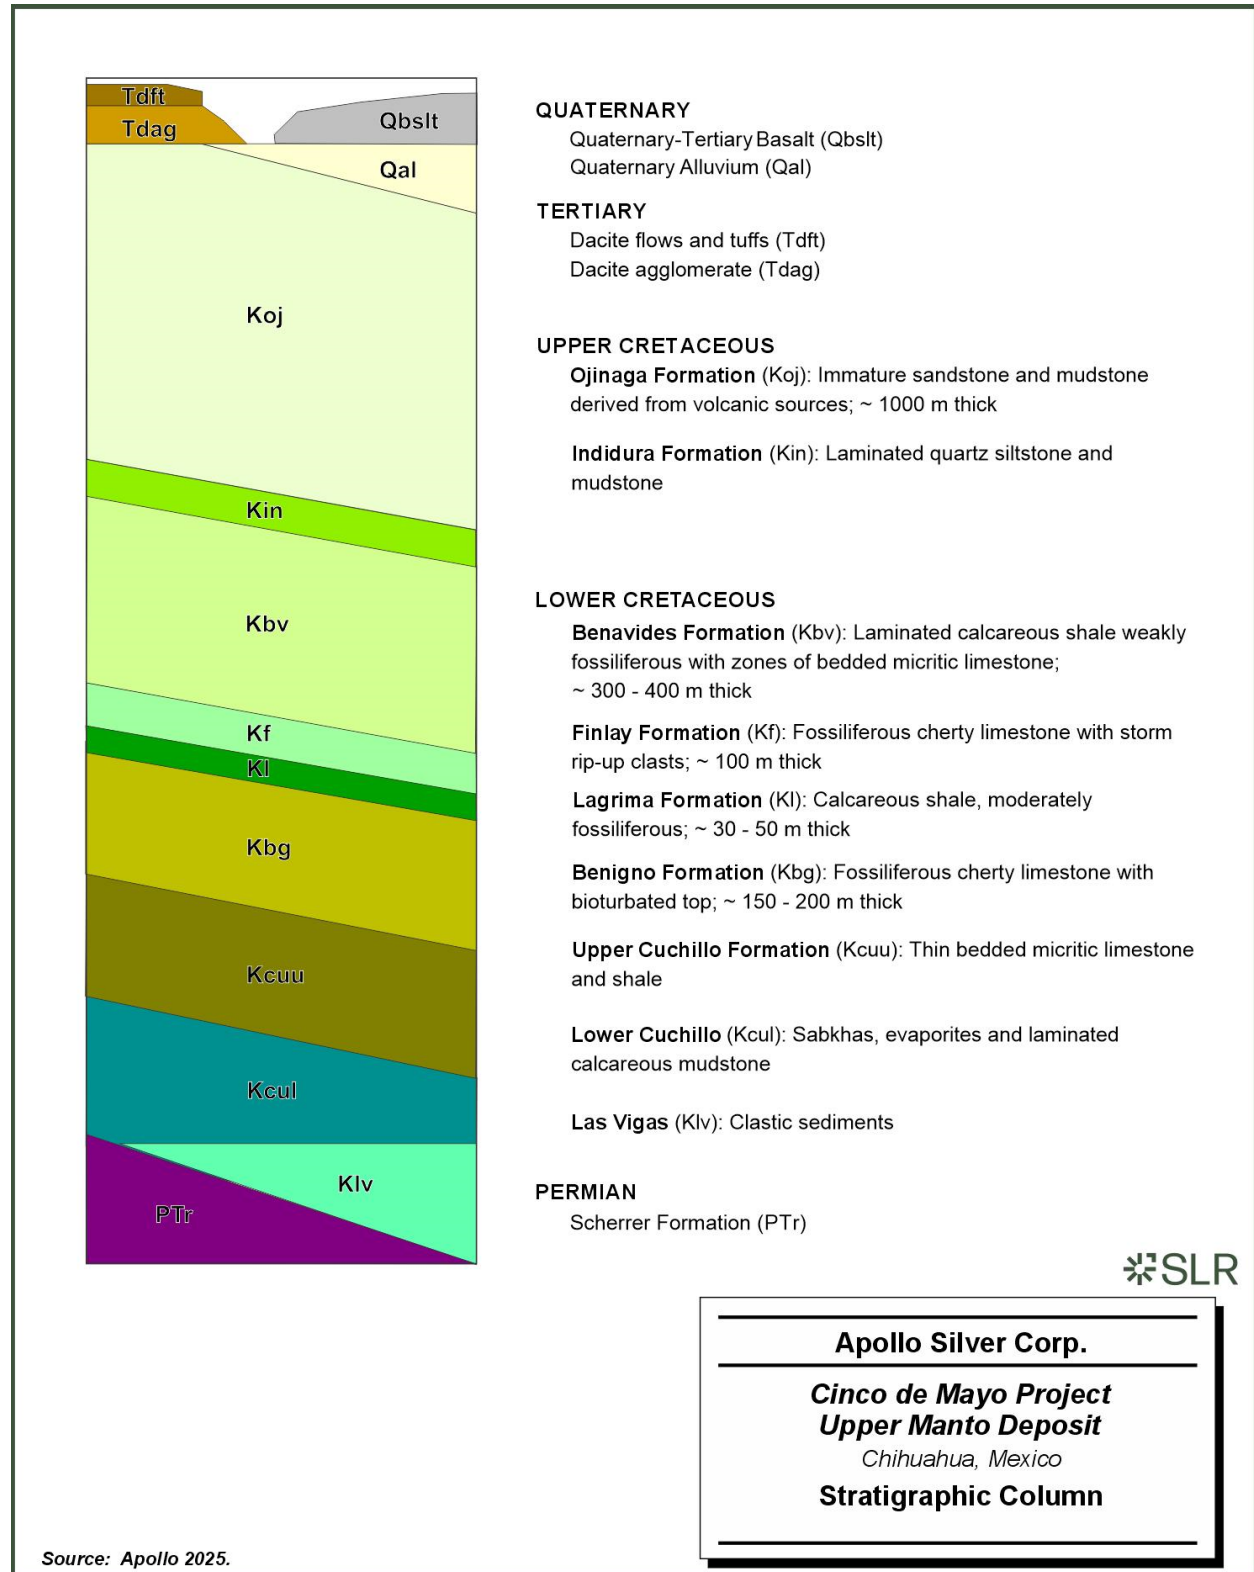 Tdft
Tdag
Qbslt
Qal
Koj
Kin
Kbv
Kf
Kl
Kbg
Kcuu
Kcul
Klv
PTr
QUATERNARY
Quaternary-Tertiary Basalt (Qbslt)
Quaternary Alluvium (Qal)
TERTIARY
Dacite flows and tuffs (Tdft)
Dacite agglomerate (Tdag)
UPPER CRETACEOUS
Ojinaga Formation (Koj): Immature sandstone and mudstone
derived from volcanic sources; ~ 1000 m thick
Indidura Formation (Kin): Laminated quartz siltstone and
mudstone
LOWER CRETACEOUS
Benavides Formation (Kbv): Laminated calcareous shale weakly
fossiliferous with zones of bedded micritic limestone;
~ 300 - 400 m thick
Finlay Formation (Kf): Fossiliferous cherty limestone with storm
rip-up clasts; ~ 100 m thick
Lagrima Formation (Kl): Calcareous shale, moderately
fossiliferous; ~ 30 - 50 m thick
Benigno Formation (Kbg): Fossiliferous cherty limestone with
bioturbated top; ~ 150 - 200 m thick
Upper Cuchillo Formation (Kcuu): Thin bedded micritic limestone
and shale
Lower Cuchillo (Kcul): Sabkhas, evaporites and laminated
calcareous mudstone
Las Vigas (Klv): Clastic sediments
PERMIAN
Scherrer Formation (PTr)
SLR
Apollo Silver Corp.
Cinco de Mayo Project
Upper Manto Deposit
Chihuahua, Mexico
Stratigraphic Column
Source: Apollo 2025.